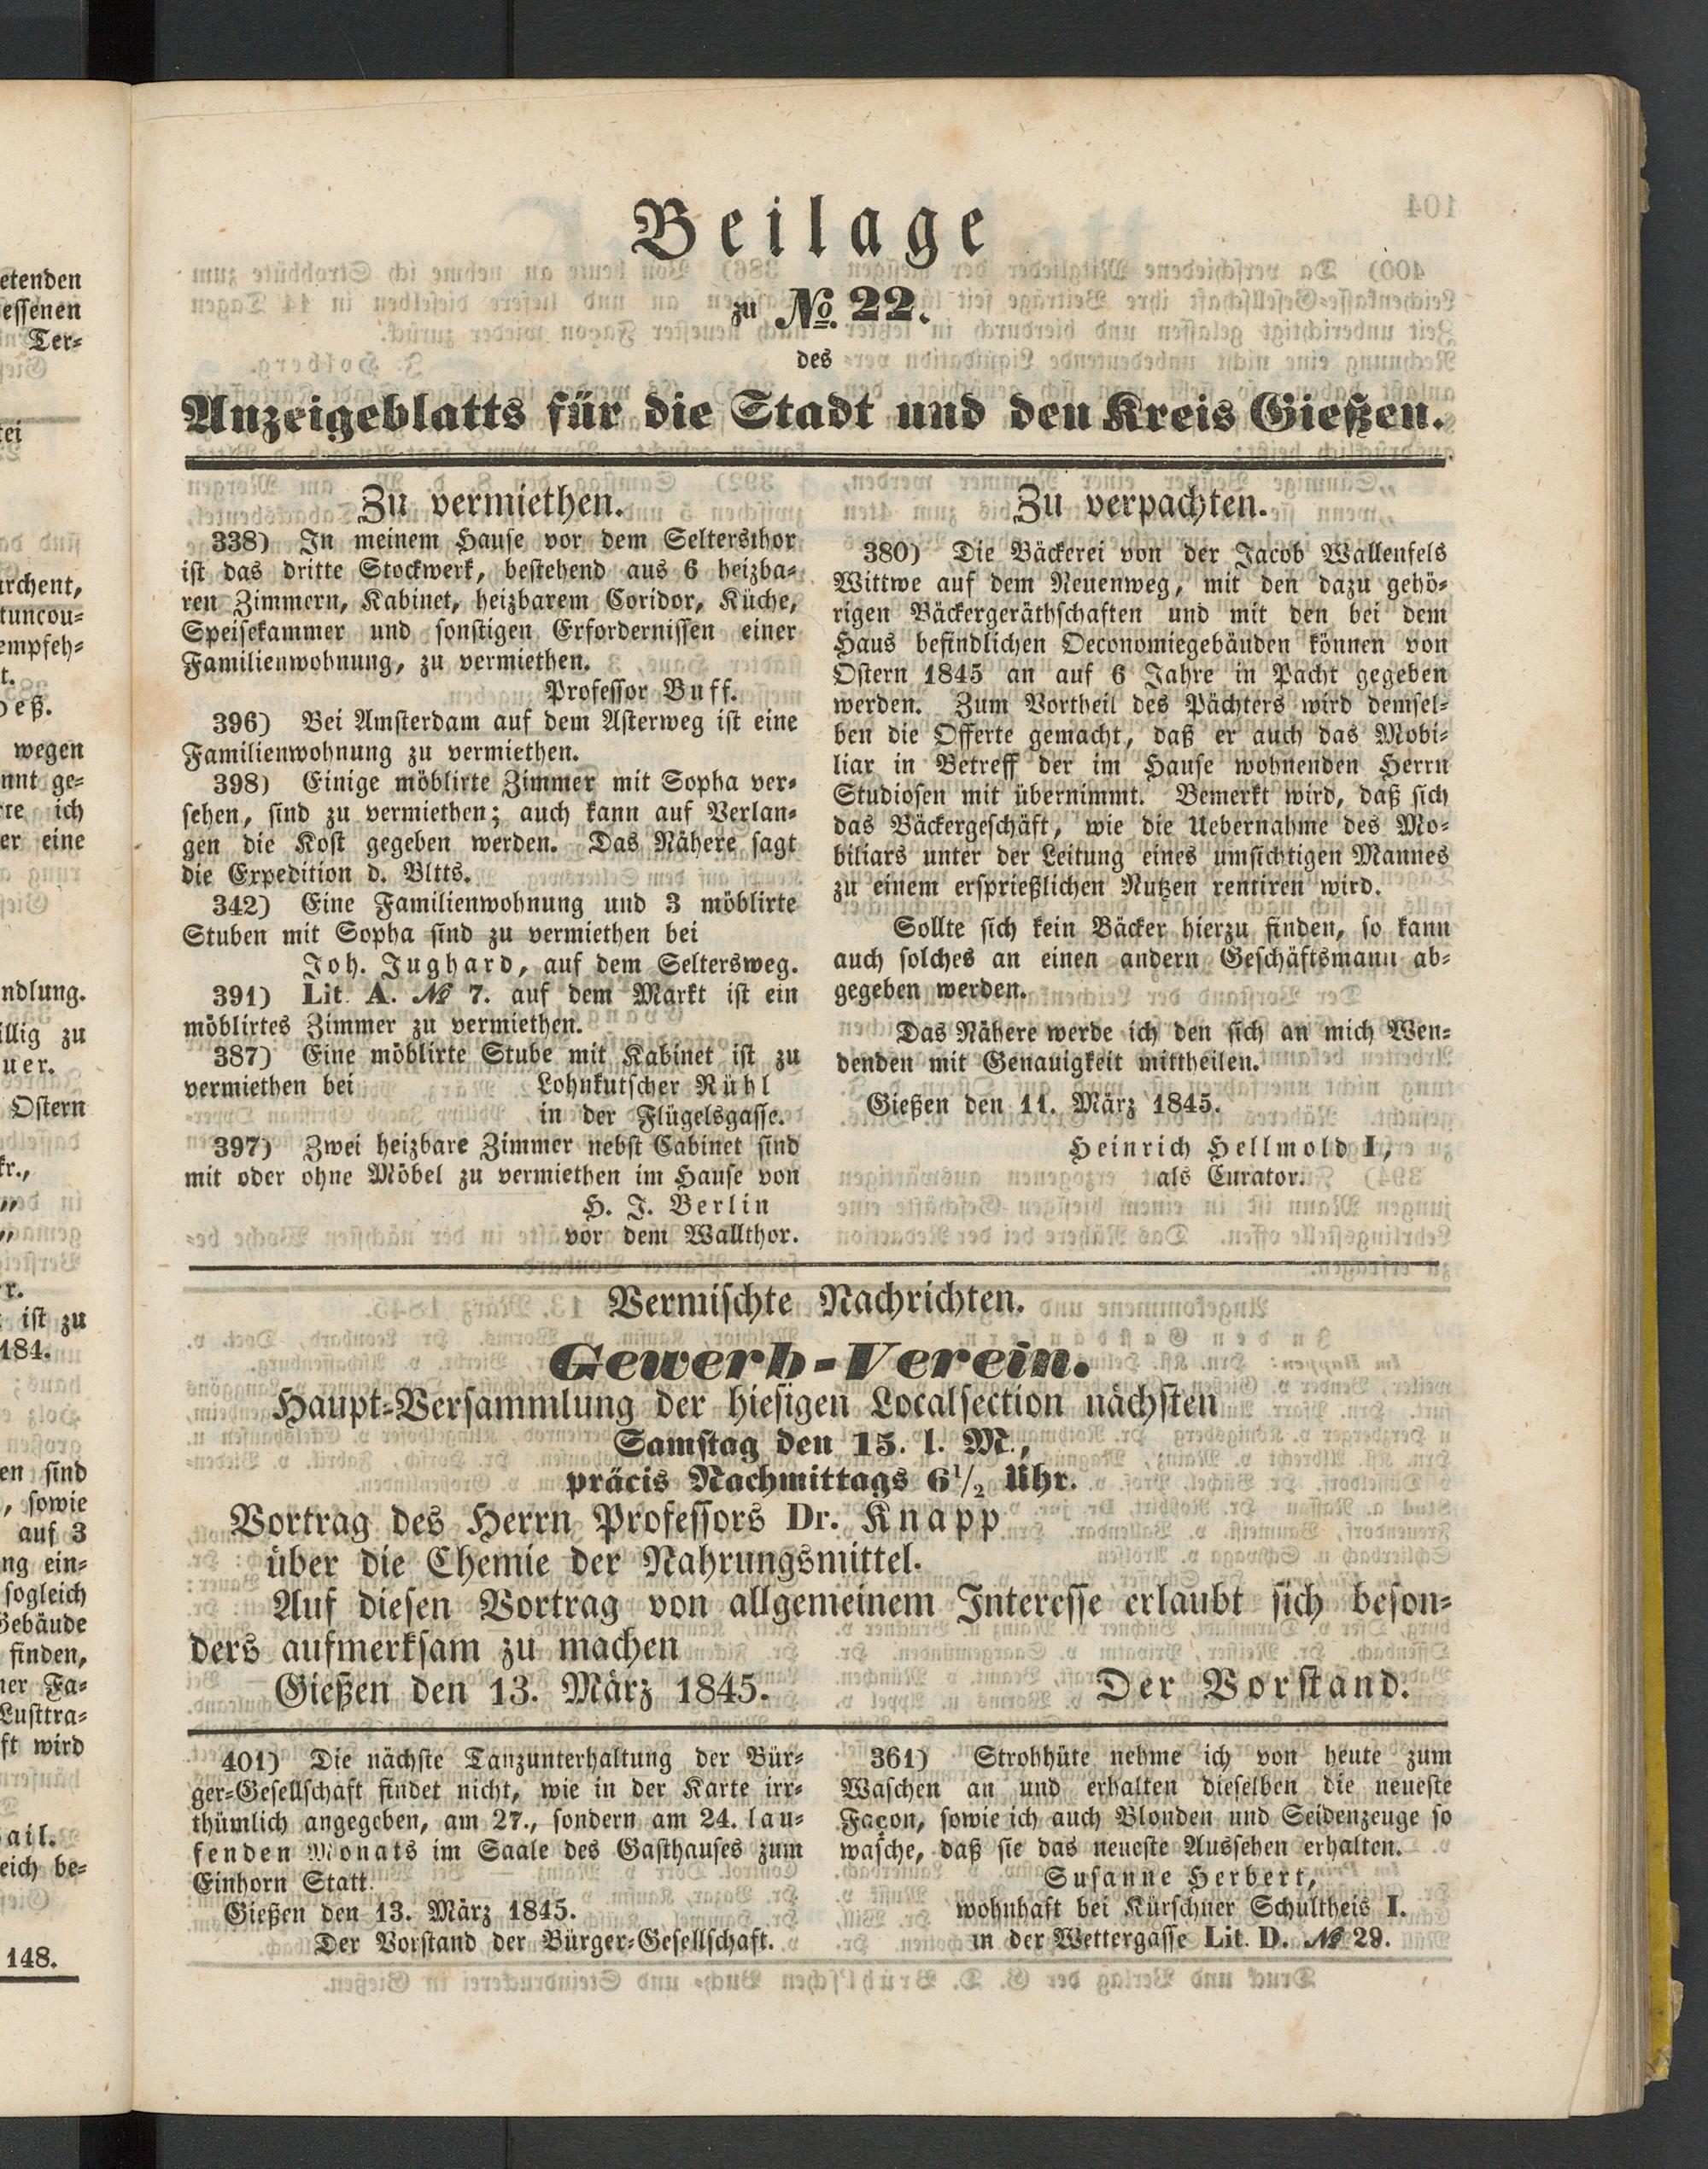 Beilage
zu No. 22.
des
Anzeigeblatts für die Stadt und den Kreis Gießen.
Zu vermiethen.
338) In meinem Hause vor dem Seltersthor
ist das dritte Stockwerk, bestehend aus 6 heizba-
ren Zimmern, Kabinet, heizbarem Coridor, Küche,
Speisekammer und sonstigen Erfordernissen einer
Familienwohnung, zu vermiethen.
Professor Buff.
396) Bei Amsterdam auf dem Asterweg ist eine
Familienwohnung zu vermiethen.
398) Einige möblirte Zimmer mit Sopha ver-
sehen, sind zu vermiethen; auch kann auf Verlan-
gen die Kost gegeben werden. Das Nähere sagt
die Expedition d. Bltts.
342) Eine Familienwohnung und 3 möblirte
Stuben mit Sopha sind zu vermiethen bei
Joh. Jughard, auf dem Seltersweg.
391) Lit. A. № 7. auf dem Markt ist ein
möblirtes Zimmer zu vermiethen.
387) Eine möblirte Stube mit Kabinet ist zu
vermiethen bei Lohnkutscher Rühl
in der Flügelsgasse.
397) Zwei heizbare Zimmer nebst Cabinet sind
mit oder ohne Möbel zu vermiethen im Hause von
H. J. Berlin
vor dem Wallthor.
Zu verpachten.
380) Die Bäckerei von der Jacob Wallenfels
Wittwe auf dem Neuenweg, mit den dazu gehö-
rigen Bäckergeräthschaften und mit den bei dem
Haus befindlichen Oeconomiegebänden können von
Ostern 1845 an auf 6 Jahre in Pacht gegeben
werden. Zum Vortheil des Pächters wird demsel-
ben die Offerte gemacht, daß er auch das Mobi-
liar in Betreff der im Hause wohnenden Herrn
Studiosen mit übernimmt. Bemerkt wird, daß sich
das Bäckergeschäft, wie die Uebernahme des Mo-
biliars unter der Leitung eines umsichtigen Mannes
zu einem ersprießlichen Nutzen rentiren wird.
Sollte sich kein Bäcker hierzu finden, so kann
auch solches an einen andern Geschäftsmann ab-
gegeben werden.
Das Nähere werde ich den sich an mich Wen-
denden mit Genauigkeit mittheilen.
Gießen den 11. März 1845.
Heinrich Hellmold I,
als Curator.
Vermischte Nachrichten.
Gewerb-Verein.
Haupt-Versammlung der hiesigen Localsection nächsten
Samstag den 15. l. M.,
präcis Nachmittags 6 1/2 Uhr.
Vortrag des Herrn Professors Dr. Knapp
über die Chemie der Nahrungsmittel.
Auf diesen Vortrag von allgemeinem Interesse erlaubt sich beson-
ders aufmerksam zu machen
Gießen den 13. März 1845. Der Vorstand.
401) Die nächste Tanzunterhaltung der Bür-
ger-Gesellschaft findet nicht, wie in der Karte irr-
thümlich angegeben, am 27., sondern am 24. lau-
fenden Monats im Saale des Gasthauses zum
Einhorn Statt.
Gießen den 13. März 1845.
Der Vorstand der Bürger-Gesellschaft.
361) Strohhüte nehme ich von heute zum
Waschen an und erhalten dieselben die neueste
Façon, sowie ich auch Blonden und Seidenzeuge so
wasche, daß sie das neueste Aussehen erhalten.
Susanne Herbert,
wohnhaft bei Kürschner Schultheis I.
in der Wettergasse Lit. D. № 29.